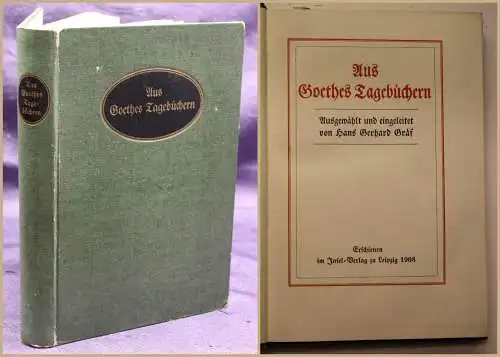 Aus
Goethes
Tage-
büchern
Aus
Goethes Tagebüchern
Aus
Goethes Tagebüchern
Ausgewählt und eingeleitet
von Hans Gerhard Gräf
Erschienen
im Insel-Verlag zu Leipzig 1908